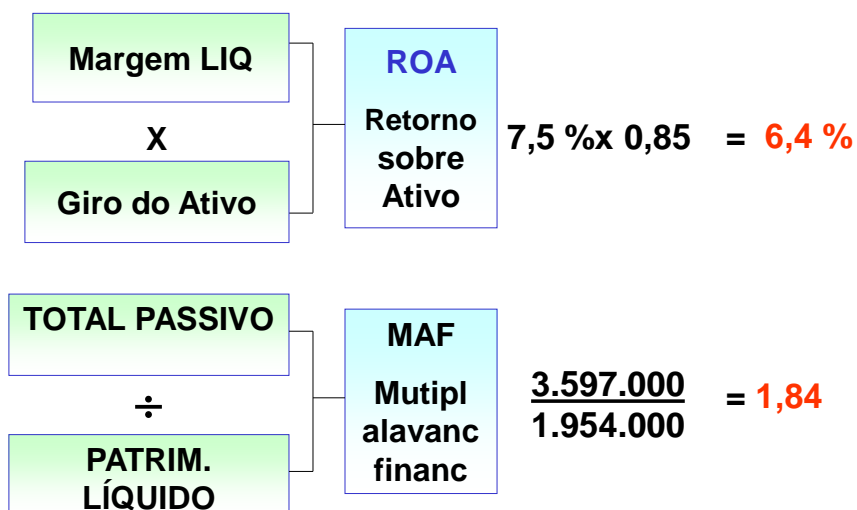 Margem LIQ
X
Giro do Ativo
ROA
Retorno
sobre
Ativo
7,5 %x 0,85 = 6,4 %
TOTAL PASSIVO
÷
PATRIM.
LÍQUIDO
MAF
Mutipl
alavanc
financ
3.597.000
1.954.000
= 1,84